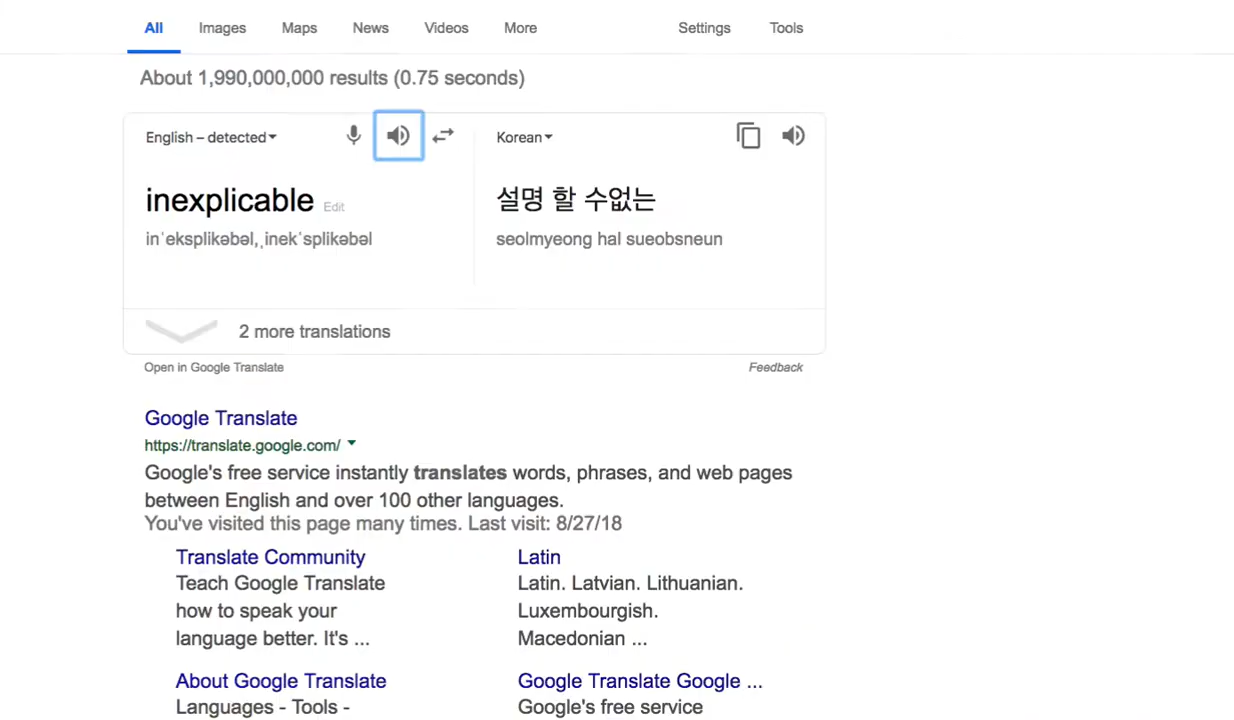 All Images Maps News Videos More Settings Tools
About 1,990,000,000 results (0.75 seconds)
English – detected Korean
inexplicable Edit 설명 할 수없는
inˈeksplikəbəl,ˌinekˈsplikəbəl seolmyeong hal sueobsneun
2 more translations
Open in Google Translate Feedback
Google Translate
https://translate.google.com/
Google's free service instantly translates words, phrases, and web pages
between English and over 100 other languages.
You've visited this page many times. Last visit: 8/27/18
Translate Community
Teach Google Translate
how to speak your
language better. It's ...
Latin
Latin. Latvian. Lithuanian.
Luxembourgish.
Macedonian ...
About Google Translate
Languages - Tools -
Google Translate Google ...
Google's free service